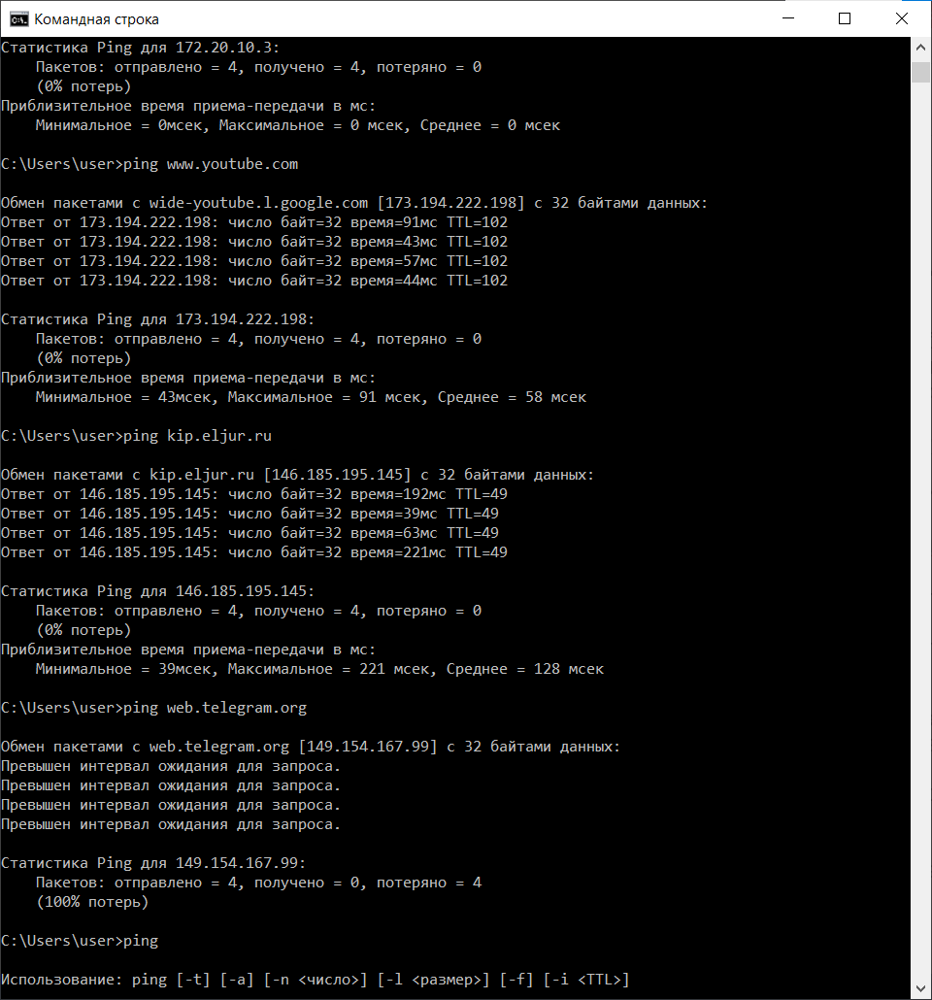 Командная строка
Статистика Ping для 172.20.10.3:
    Пакетов: отправлено = 4, получено = 4, потеряно = 0
    (0% потерь)
Приблизительное время приема-передачи в мс:
    Минимальное = 0мсек, Максимальное = 0 мсек, Среднее = 0 мсек
C:\Users\user>ping www.youtube.com
Обмен пакетами с wide-youtube.l.google.com [173.194.222.198] с 32 байтами данных:
Ответ от 173.194.222.198: число байт=32 время=91мс TTL=102
Ответ от 173.194.222.198: число байт=32 время=43мс TTL=102
Ответ от 173.194.222.198: число байт=32 время=57мс TTL=102
Ответ от 173.194.222.198: число байт=32 время=44мс TTL=102
Статистика Ping для 173.194.222.198:
    Пакетов: отправлено = 4, получено = 4, потеряно = 0
    (0% потерь)
Приблизительное время приема-передачи в мс:
    Минимальное = 43мсек, Максимальное = 91 мсек, Среднее = 58 мсек
C:\Users\user>ping kip.eljur.ru
Обмен пакетами с kip.eljur.ru [146.185.195.145] с 32 байтами данных:
Ответ от 146.185.195.145: число байт=32 время=192мс TTL=49
Ответ от 146.185.195.145: число байт=32 время=39мс TTL=49
Ответ от 146.185.195.145: число байт=32 время=63мс TTL=49
Ответ от 146.185.195.145: число байт=32 время=221мс TTL=49
Статистика Ping для 146.185.195.145:
    Пакетов: отправлено = 4, получено = 4, потеряно = 0
    (0% потерь)
Приблизительное время приема-передачи в мс:
    Минимальное = 39мсек, Максимальное = 221 мсек, Среднее = 128 мсек
C:\Users\user>ping web.telegram.org
Обмен пакетами с web.telegram.org [149.154.167.99] с 32 байтами данных:
Превышен интервал ожидания для запроса.
Превышен интервал ожидания для запроса.
Превышен интервал ожидания для запроса.
Превышен интервал ожидания для запроса.
Статистика Ping для 149.154.167.99:
    Пакетов: отправлено = 4, получено = 0, потеряно = 4
    (100% потерь)
C:\Users\user>ping
Использование: ping [-t] [-a] [-n <число>] [-l <размер>] [-f] [-i <TTL>]